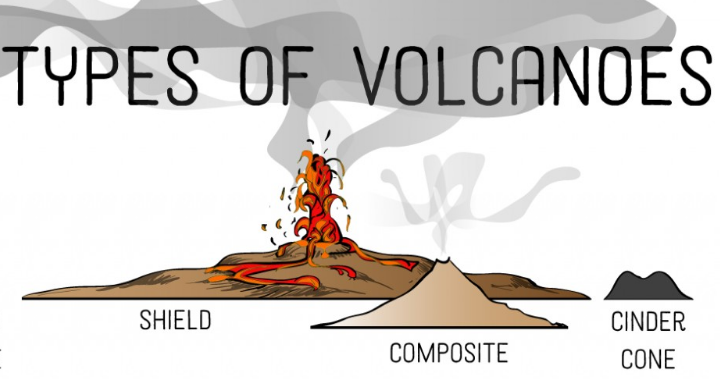 TYPES OF VOLCANOES
SHIELD
COMPOSITE
CINDER
CONE